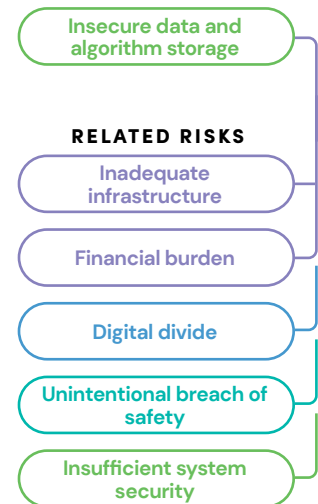 Insecure data and
algorithm storage
RELATED RISKS
Inadequate
infrastructure
Financial burden
Digital divide
Unintentional breach of
safety
Insufficient system
security